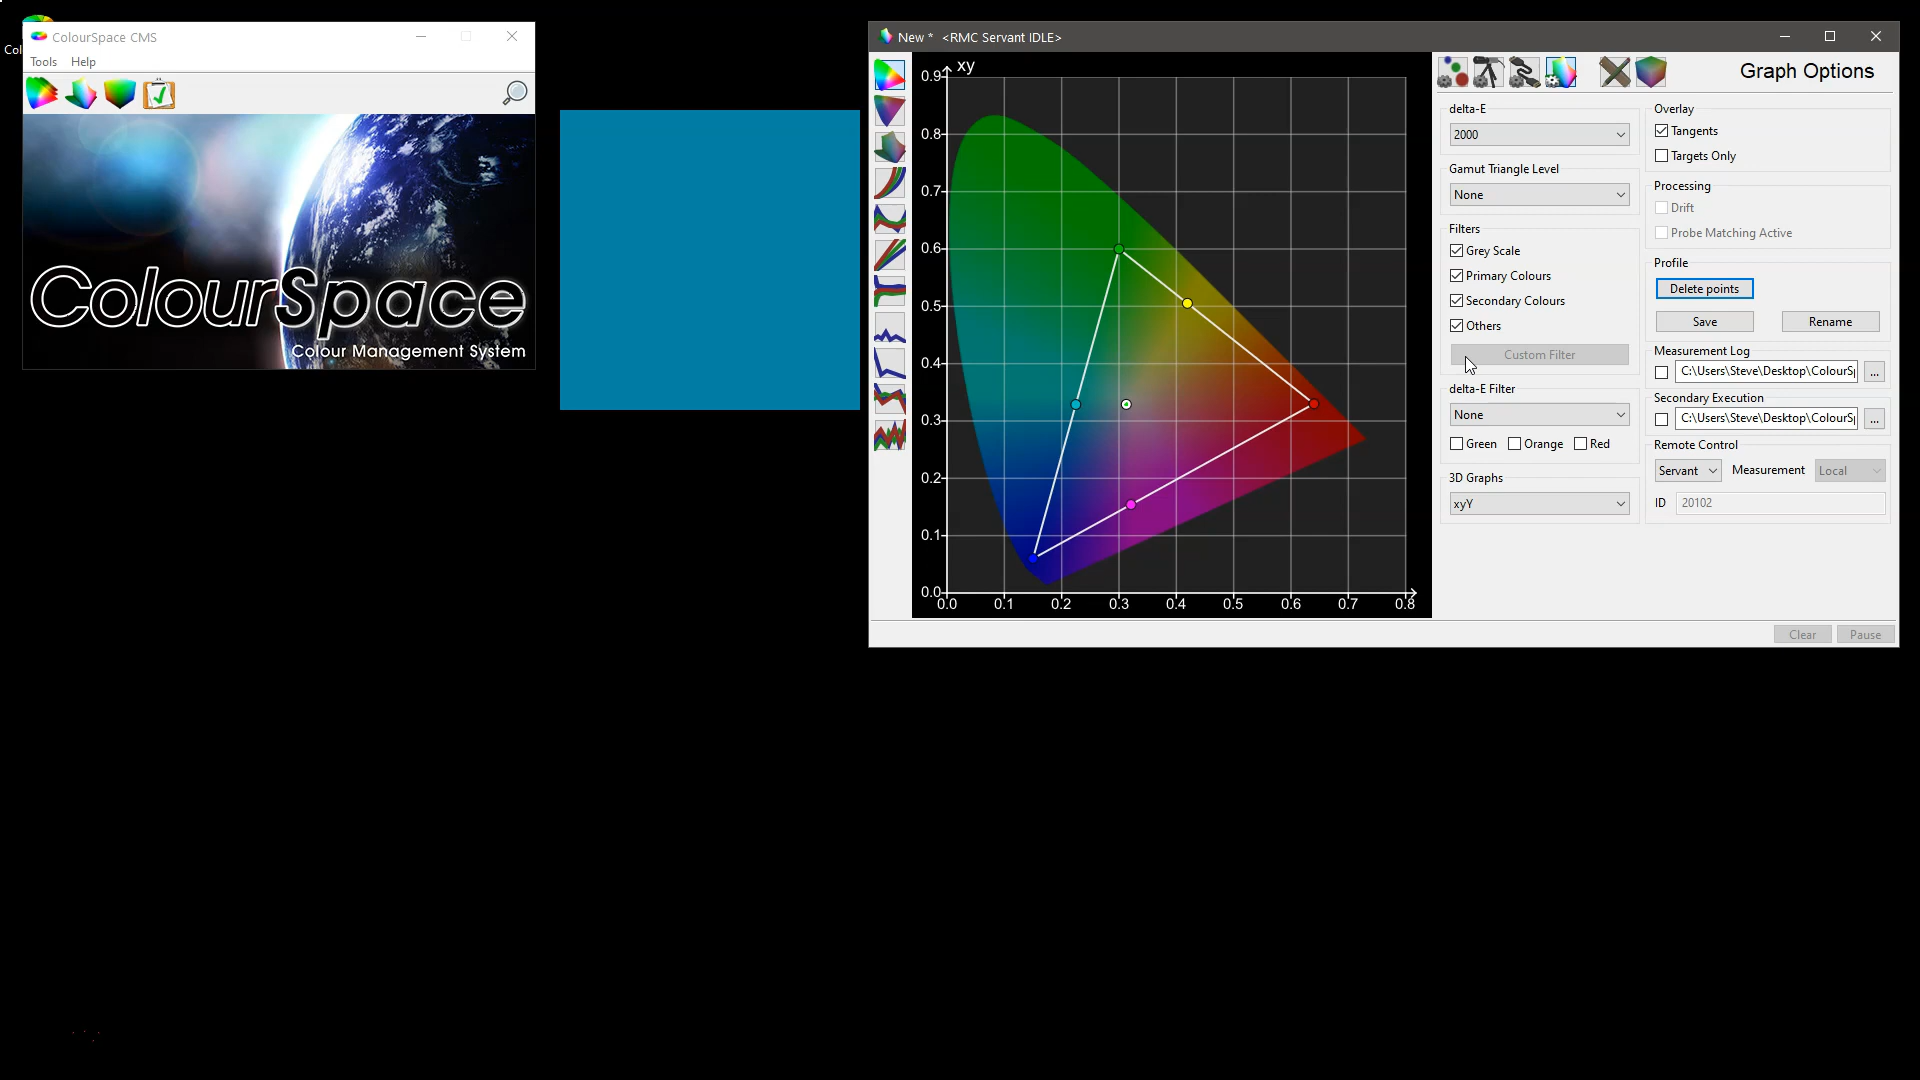 Col
ColourSpace CMS
Tools Help
ColourSpace
Colour Management System
New * <RMC Servant IDLE>
xy
0.9
0.8
0.7
0.6
0.5
0.4
0.3
0.2
0.1
0.0
0.0 0.1 0.2 0.3 0.4 0.5 0.6 0.7 0.8
Graph Options
delta-E
2000
Gamut Triangle Level
None
Filters
Grey Scale
Primary Colours
Secondary Colours
Others
Custom Filter
delta-E Filter
None
Green Orange Red
3D Graphs
xyY
Overlay
Tangents
Targets Only
Processing
Drift
Probe Matching Active
Profile
Delete points
Save Rename
Measurement Log
C:\Users\Steve\Desktop\ColourSp ...
Secondary Execution
C:\Users\Steve\Desktop\ColourSp ...
Remote Control
Servant Measurement Local
ID 20102
Clear Pause